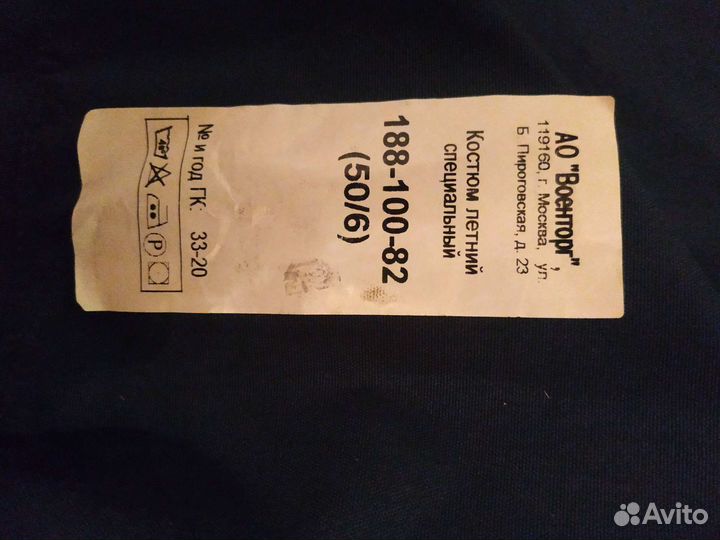 АО "Военторг",
119160, г. Москва, ул.
Б. Пироговская, д. 23
Костюм летний
специальный
188-100-82
(50/6)
№ и год ГК: 33-20
40 P
Avito